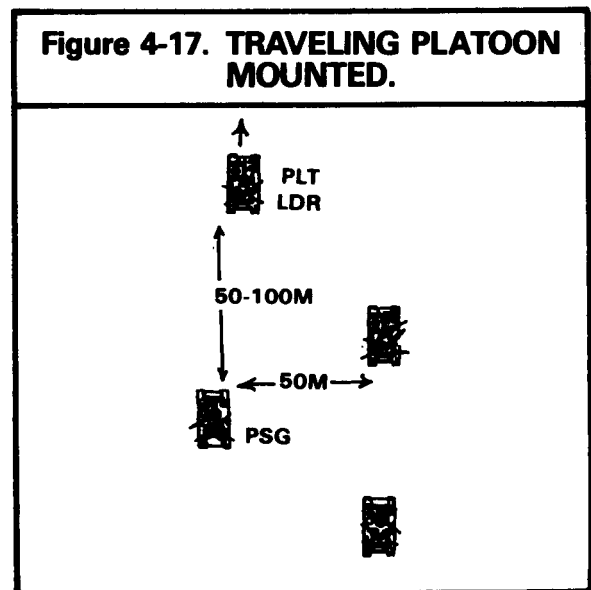 Figure 4-17. TRAVELING PLATOON
MOUNTED.
PLT
LDR
50-100M
50M
PSG